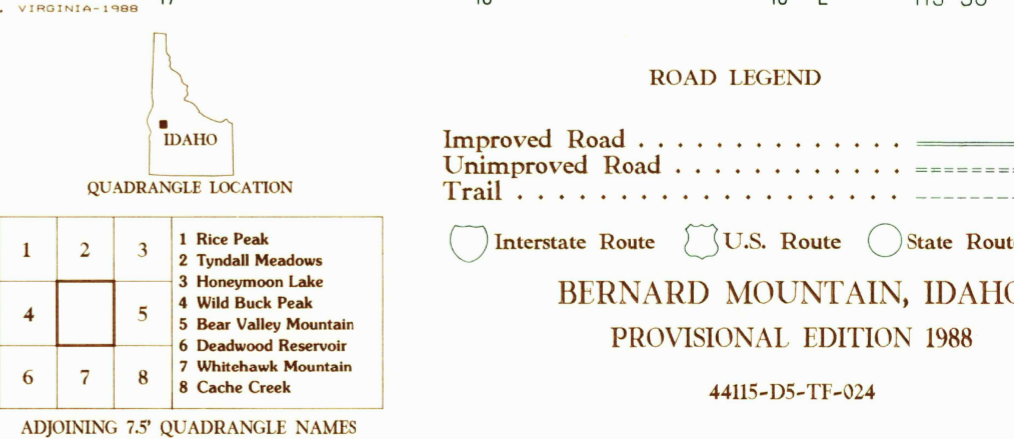 VIRGINIA-1988
IDAHO
QUADRANGLE LOCATION
1 2 3
4 5
6 7 8
1 Rice Peak
2 Tyndall Meadows
3 Honeymoon Lake
4 Wild Buck Peak
5 Bear Valley Mountain
6 Deadwood Reservoir
7 Whitehawk Mountain
8 Cache Creek
ADJOINING 7.5' QUADRANGLE NAMES
ROAD LEGEND
Improved Road . . . . . . . . . . . . . .
Unimproved Road . . . . . . . . . . . .
Trail . . . . . . . . . . . . . . . . . . .
Interstate Route U.S. Route State Rout
BERNARD MOUNTAIN, IDAHO
PROVISIONAL EDITION 1988
44115-D5-TF-024